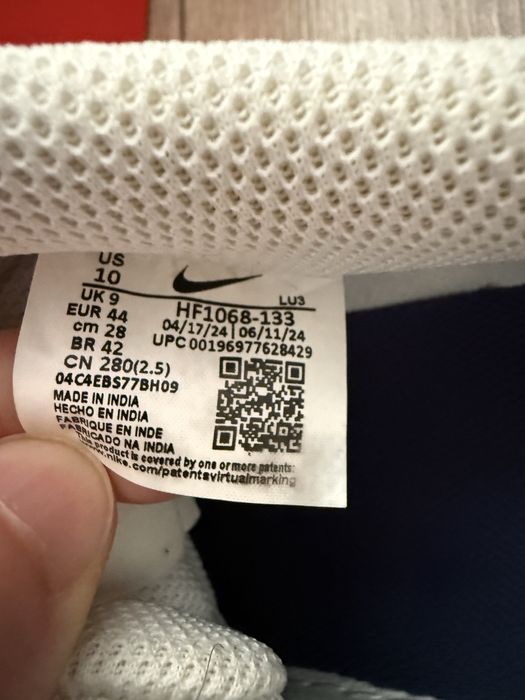 US
10
UK 9
EUR 44
cm 28
BR 42
CN 280(2.5)
04C4EBS77BH09
LU3
HF1068-133
04/17/24 | 06/11/24
UPC 00196977628429
MADE IN INDIA
HECHO EN INDIA
FABRIQUE EN INDE
FABRICADO NA INDIA
This product is covered by one or more patents:
www.nike.com/patentsvirtualmarking